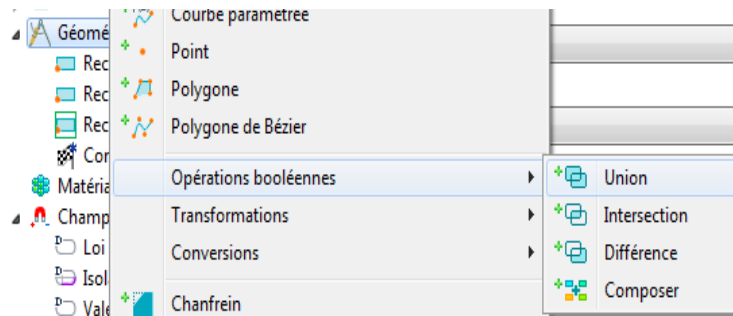 Géomé
Rec
Rec
Rec
Cor
Matéria
Champ
Loi
Isol
Vale
Courbe paramétrée
Point
Polygone
Polygone de Bézier
Opérations booléennes
Transformations
Conversions
Chanfrein
Union
Intersection
Différence
Composer